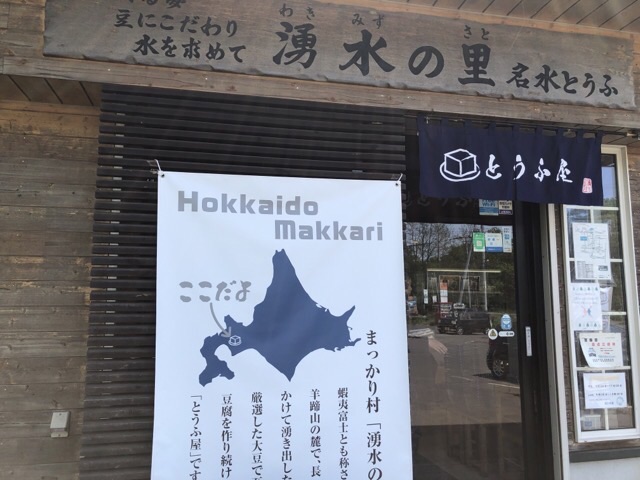 豆にこだわり
水を求めて
わき みず さと
湧水の里
名水とうふ
とうふ屋
Hokkaido
Makkari
ここだよ
まっかり村「湧水の
蝦夷富士とも称さ
羊蹄山の麓で、長
かけて湧き出した
厳選した大豆で
豆腐を作り続け
「とうふ屋」です